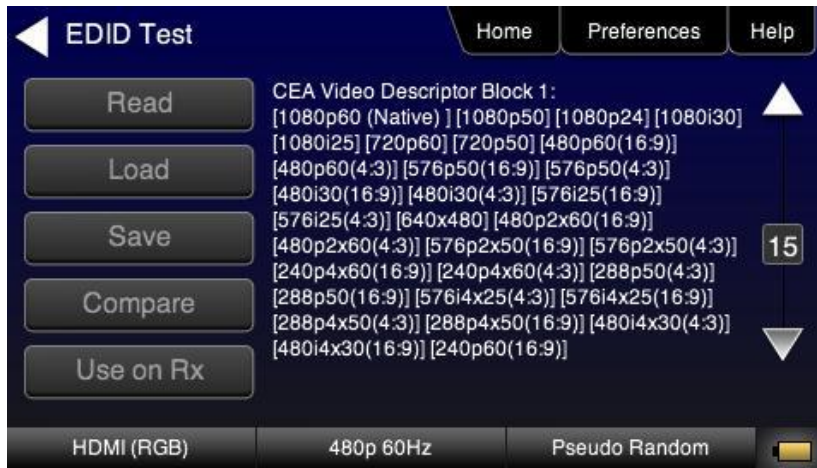 EDID Test
Home
Preferences
Help
Read
Load
Save
Compare
Use on Rx
CEA Video Descriptor Block 1:
[1080p60 (Native) ] [1080p50] [1080p24] [1080i30]
[1080i25] [720p60] [720p50] [480p60(16:9)]
[480p60(4:3)] [576p50(16:9)] [576p50(4:3)]
[480i30(16:9)] [480i30(4:3)] [576i25(16:9)]
[576i25(4:3)] [640x480] [480p2x60(16:9)]
[480p2x60(4:3)] [576p2x50(16:9)] [576p2x50(4:3)]
[240p4x60(16:9)] [240p4x60(4:3)] [288p50(4:3)]
[288p50(16:9)] [576i4x25(4:3)] [576i4x25(16:9)]
[288p4x50(4:3)] [288p4x50(16:9)] [480i4x30(4:3)]
[480i4x30(16:9)] [240p60(16:9)]
15
HDMI (RGB)
480p 60Hz
Pseudo Random